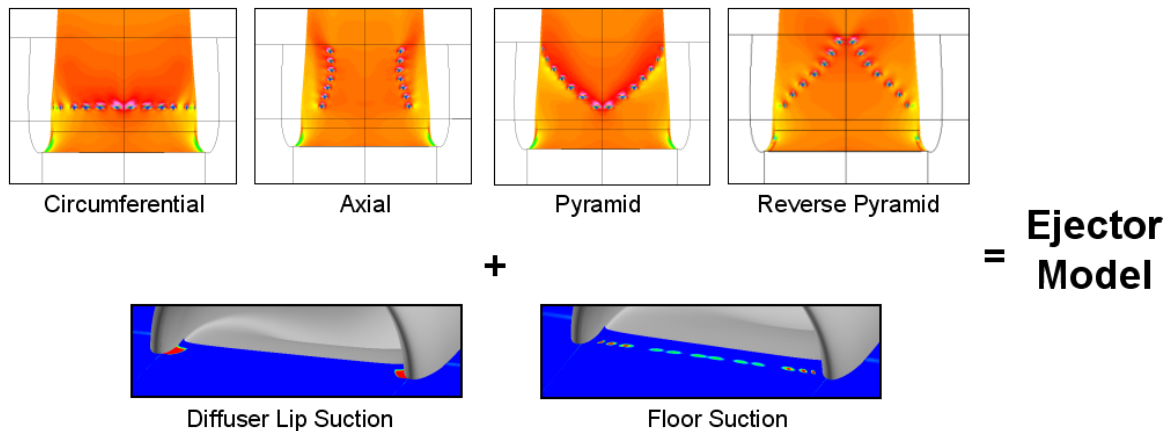 Circumferential
Axial
Pyramid
Reverse Pyramid
+
= Ejector
Model
Diffuser Lip Suction
Floor Suction